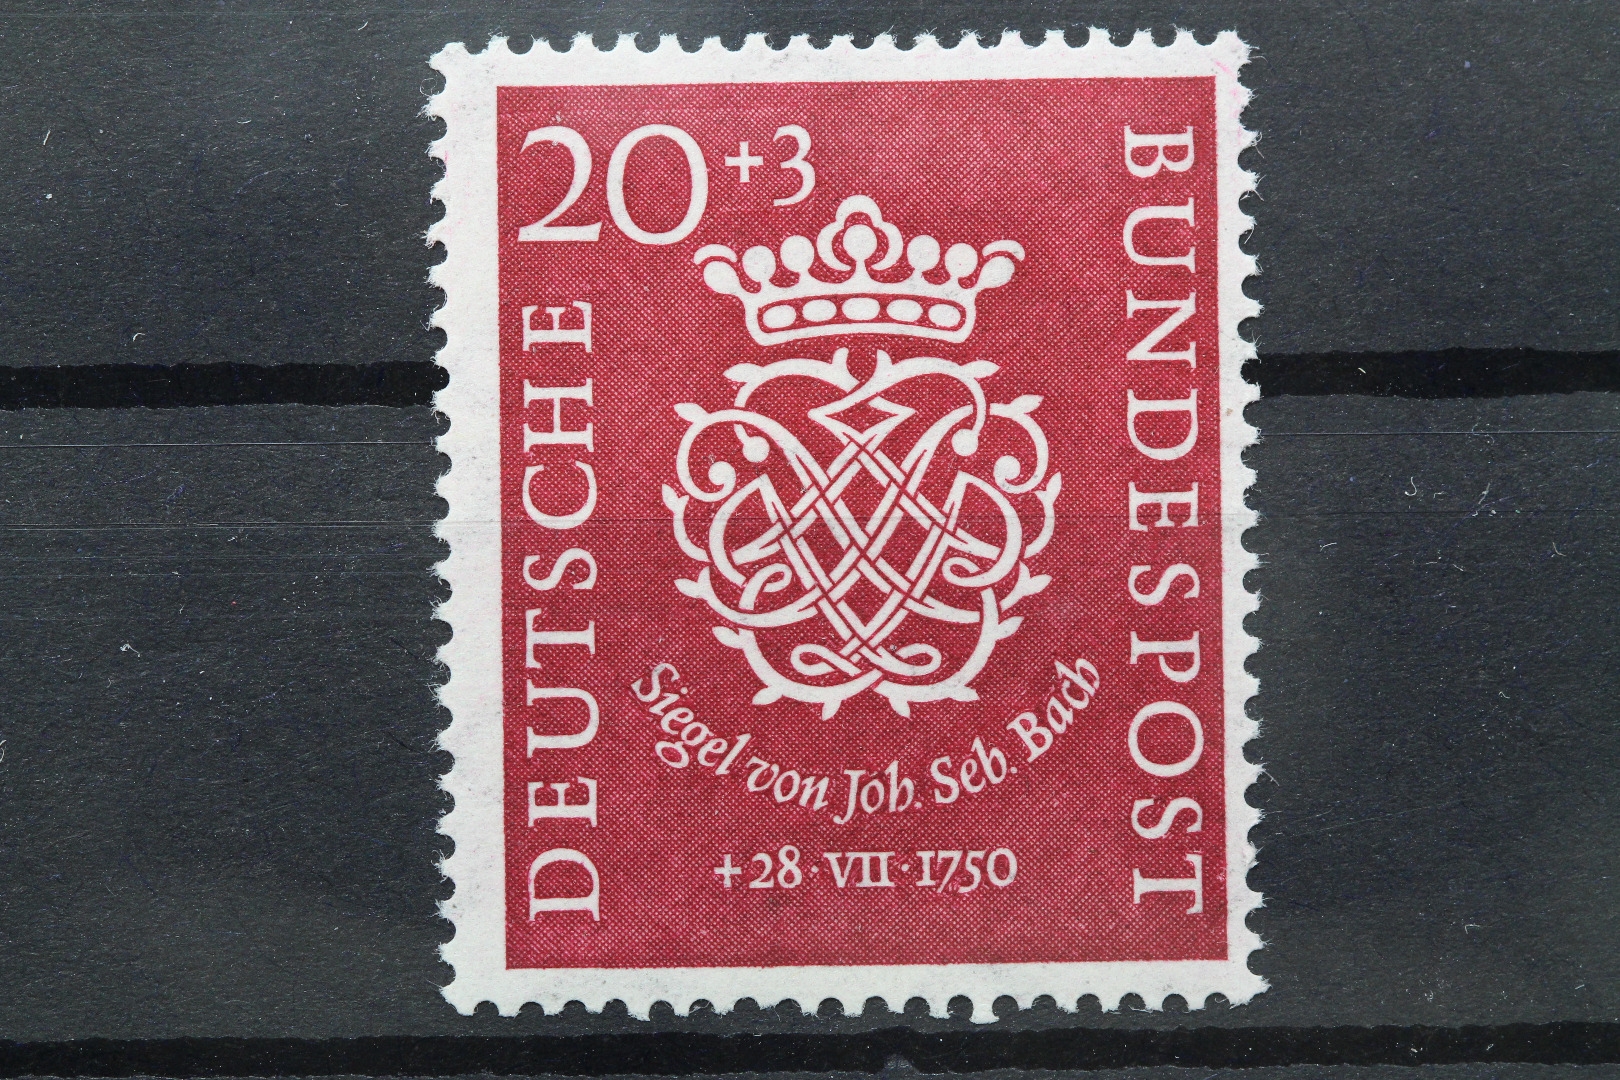 20+3
DEUTSCHE
BUNDESPOST
Siegel von Joh. Seb. Bach
+28·VII·1750